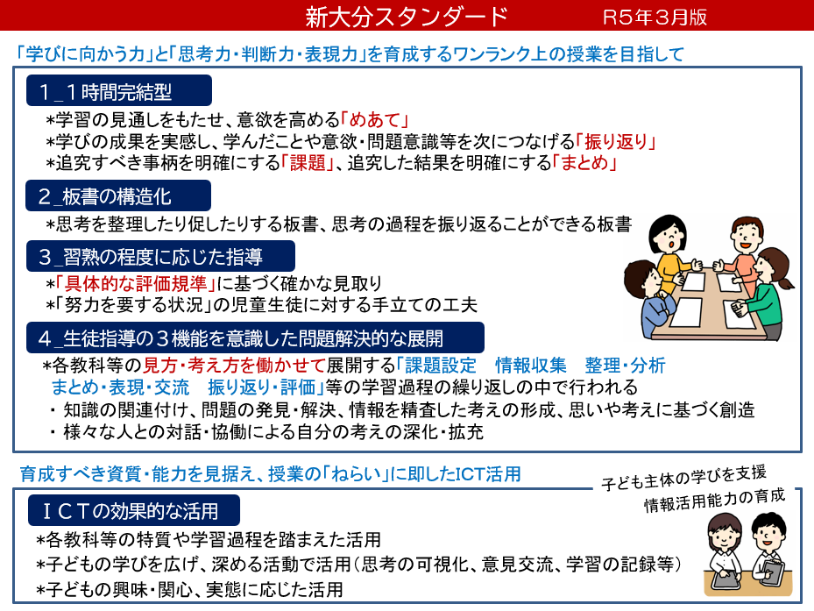 新大分スタンダード　R5年3月版
「学びに向かう力」と「思考力・判断力・表現力」を育成するワンランク上の授業を目指して
１_１時間完結型
*学習の見通しをもたせ、意欲を高める「めあて」
*学びの成果を実感し、学んだことや意欲・問題意識等を次につなげる「振り返り」
*追究すべき事柄を明確にする「課題」、追究した結果を明確にする「まとめ」
２_板書の構造化
*思考を整理したり促したりする板書、思考の過程を振り返ることができる板書
３_習熟の程度に応じた指導
*「具体的な評価規準」に基づく確かな見取り
*「努力を要する状況」の児童生徒に対する手立ての工夫
４_生徒指導の３機能を意識した問題解決的な展開
*各教科等の見方・考え方を働かせて展開する「課題設定　情報収集　整理・分析
まとめ・表現・交流　振り返り・評価」等の学習過程の繰り返しの中で行われる
・ 知識の関連付け、問題の発見・解決、情報を精査した考えの形成、思いや考えに基づく創造
・ 様々な人との対話・協働による自分の考えの深化・拡充
育成すべき資質・能力を見据え、授業の「ねらい」に即したICT活用
子ども主体の学びを支援
情報活用能力の育成
ＩＣＴの効果的な活用
*各教科等の特質や学習過程を踏まえた活用
*子どもの学びを広げ、深める活動で活用（思考の可視化、意見交流、学習の記録等）
*子どもの興味・関心、実態に応じた活用